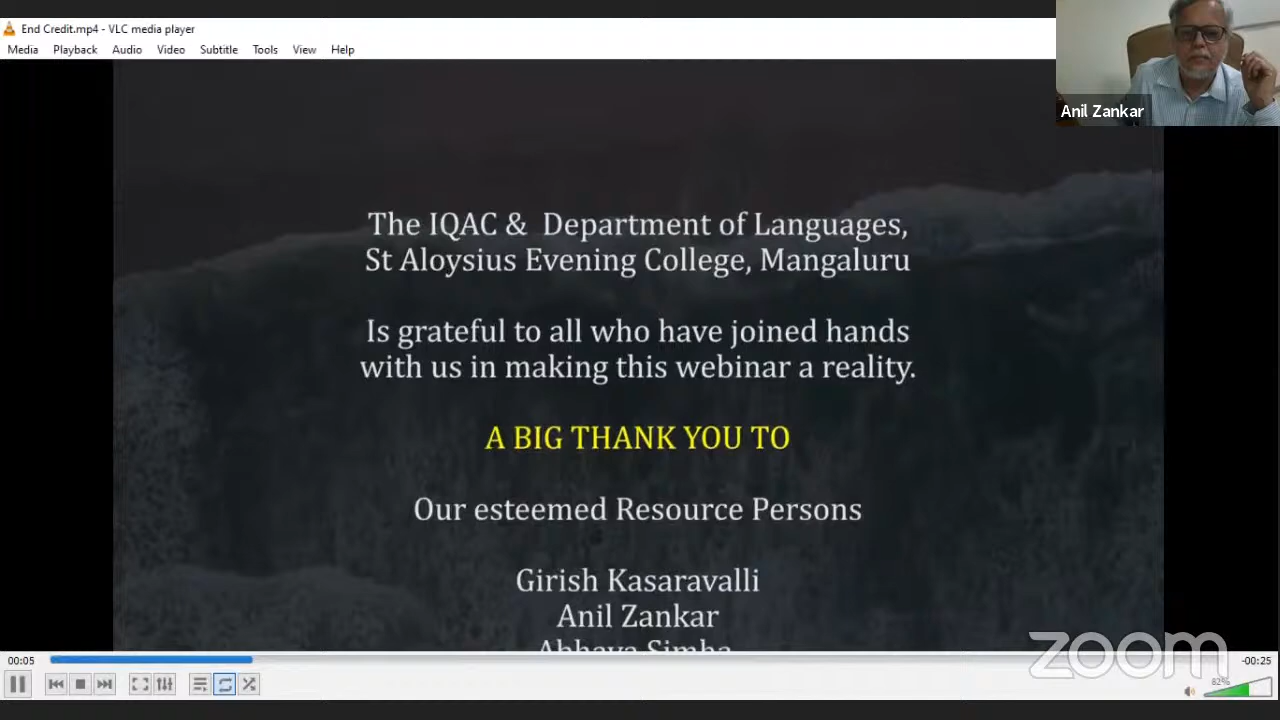 End Credit.mp4 - VLC media player
Media Playback Audio Video Subtitle Tools View Help
Anil Zankar
The IQAC & Department of Languages,
St Aloysius Evening College, Mangaluru
Is grateful to all who have joined hands
with us in making this webinar a reality.
A BIG THANK YOU TO
Our esteemed Resource Persons
Girish Kasaravalli
Anil Zankar
Abhaya Simha
zoom
00:05
-00:25
82%